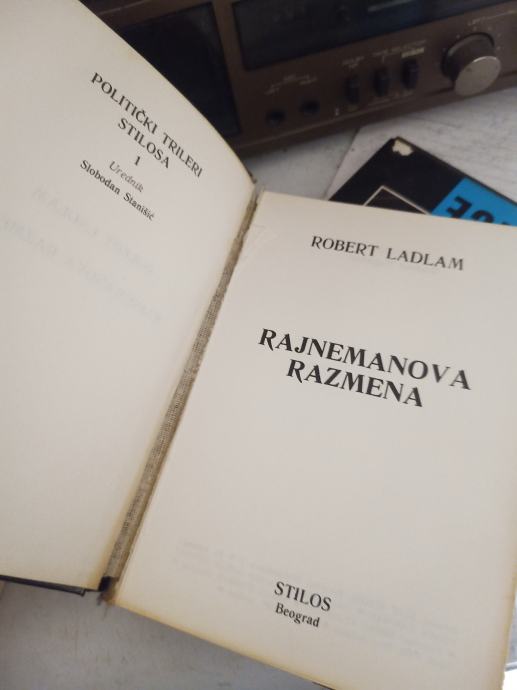 POLITIČKI TRILERI
STILOSA
1
Urednik
Slobodan Stanišić
ROBERT LADLAM
RAJNEMANOVA
RAZMENA
STILOS
Beograd